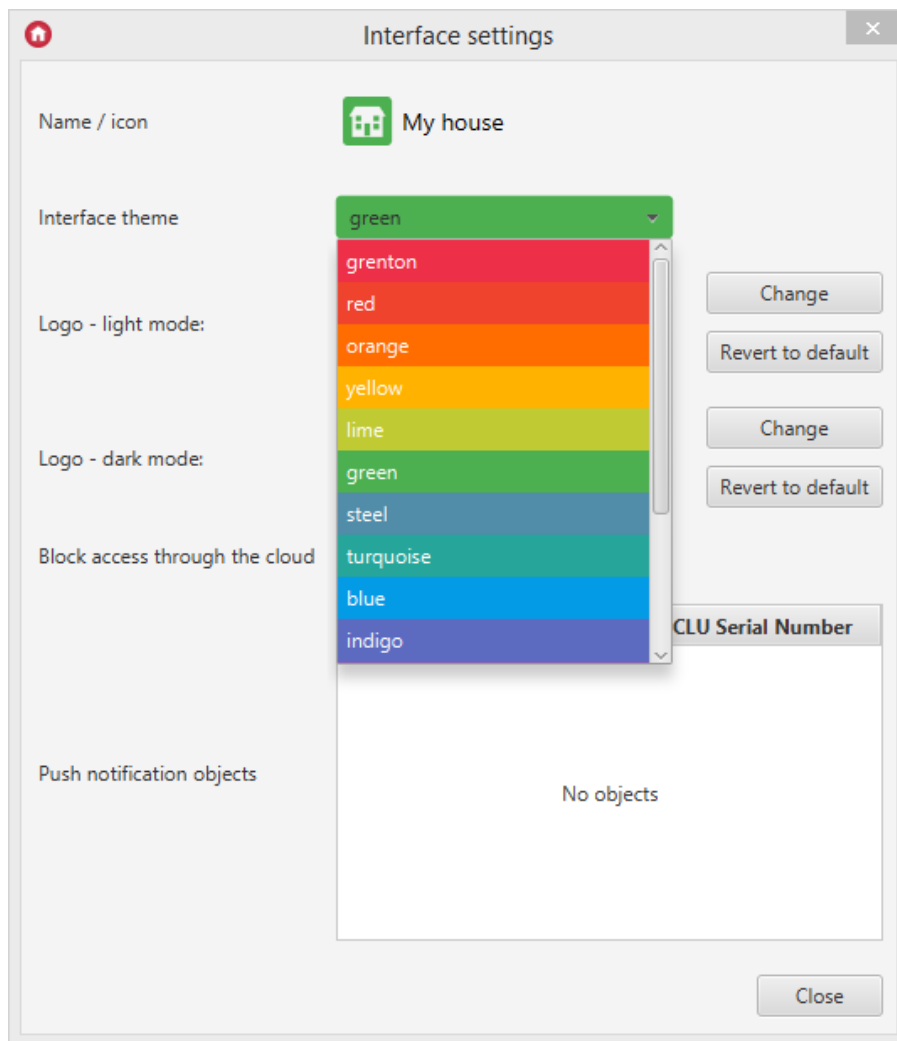 Interface settings
Name / icon
My house
Interface theme
green
grenton
red
orange
yellow
lime
green
steel
turquoise
blue
indigo
Logo - light mode:
Change
Revert to default
Logo - dark mode:
Change
Revert to default
Block access through the cloud
CLU Serial Number
Push notification objects
No objects
Close